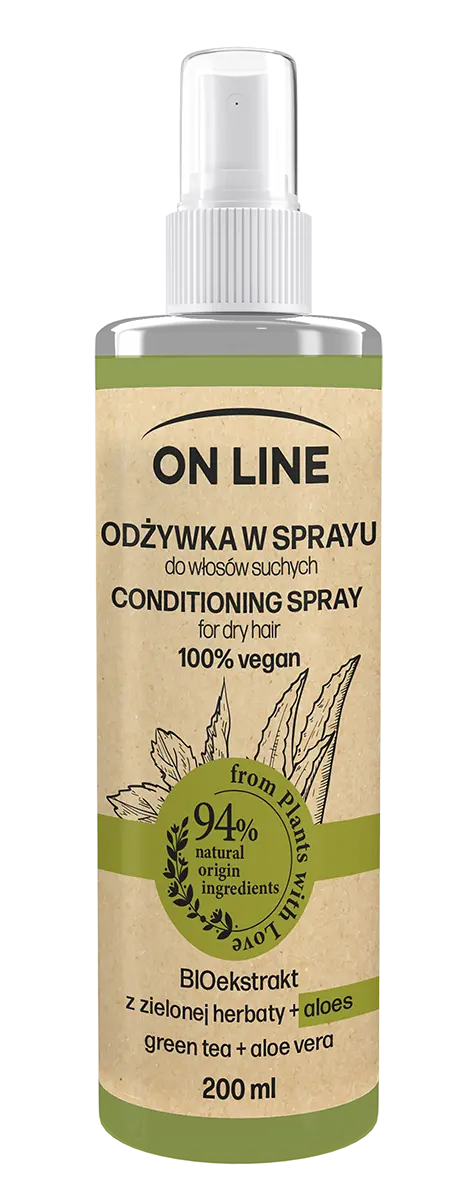 ON LINE
ODŻYWKA W SPRAYU
do włosów suchych
CONDITIONING SPRAY
for dry hair
100% vegan
from Plants with Love
94%
natural
origin
ingredients
BIOekstrakt
z zielonej herbaty + aloes
green tea + aloe vera
200 ml